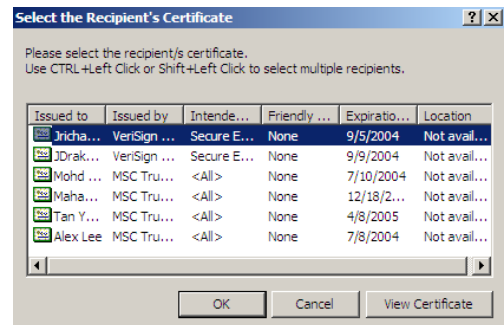 Select the Recipient's Certificate
Please select the recipient/s certificate.
Use CTRL+Left Click or Shift+Left Click to select multiple recipients.
Issued to Issued by Intende... Friendly ... Expiratio... Location
Jricha... VeriSign ... Secure E... None 9/5/2004 Not avail...
JDrak... VeriSign ... Secure E... None 9/9/2004 Not avail...
Mohd ... MSC Tru... <All> None 7/10/2004 Not avail...
Maha... MSC Tru... <All> None 12/18/2... Not avail...
Tan Y... MSC Tru... <All> None 4/8/2005 Not avail...
Alex Lee MSC Tru... <All> None 7/8/2004 Not avail...
OK Cancel View Certificate